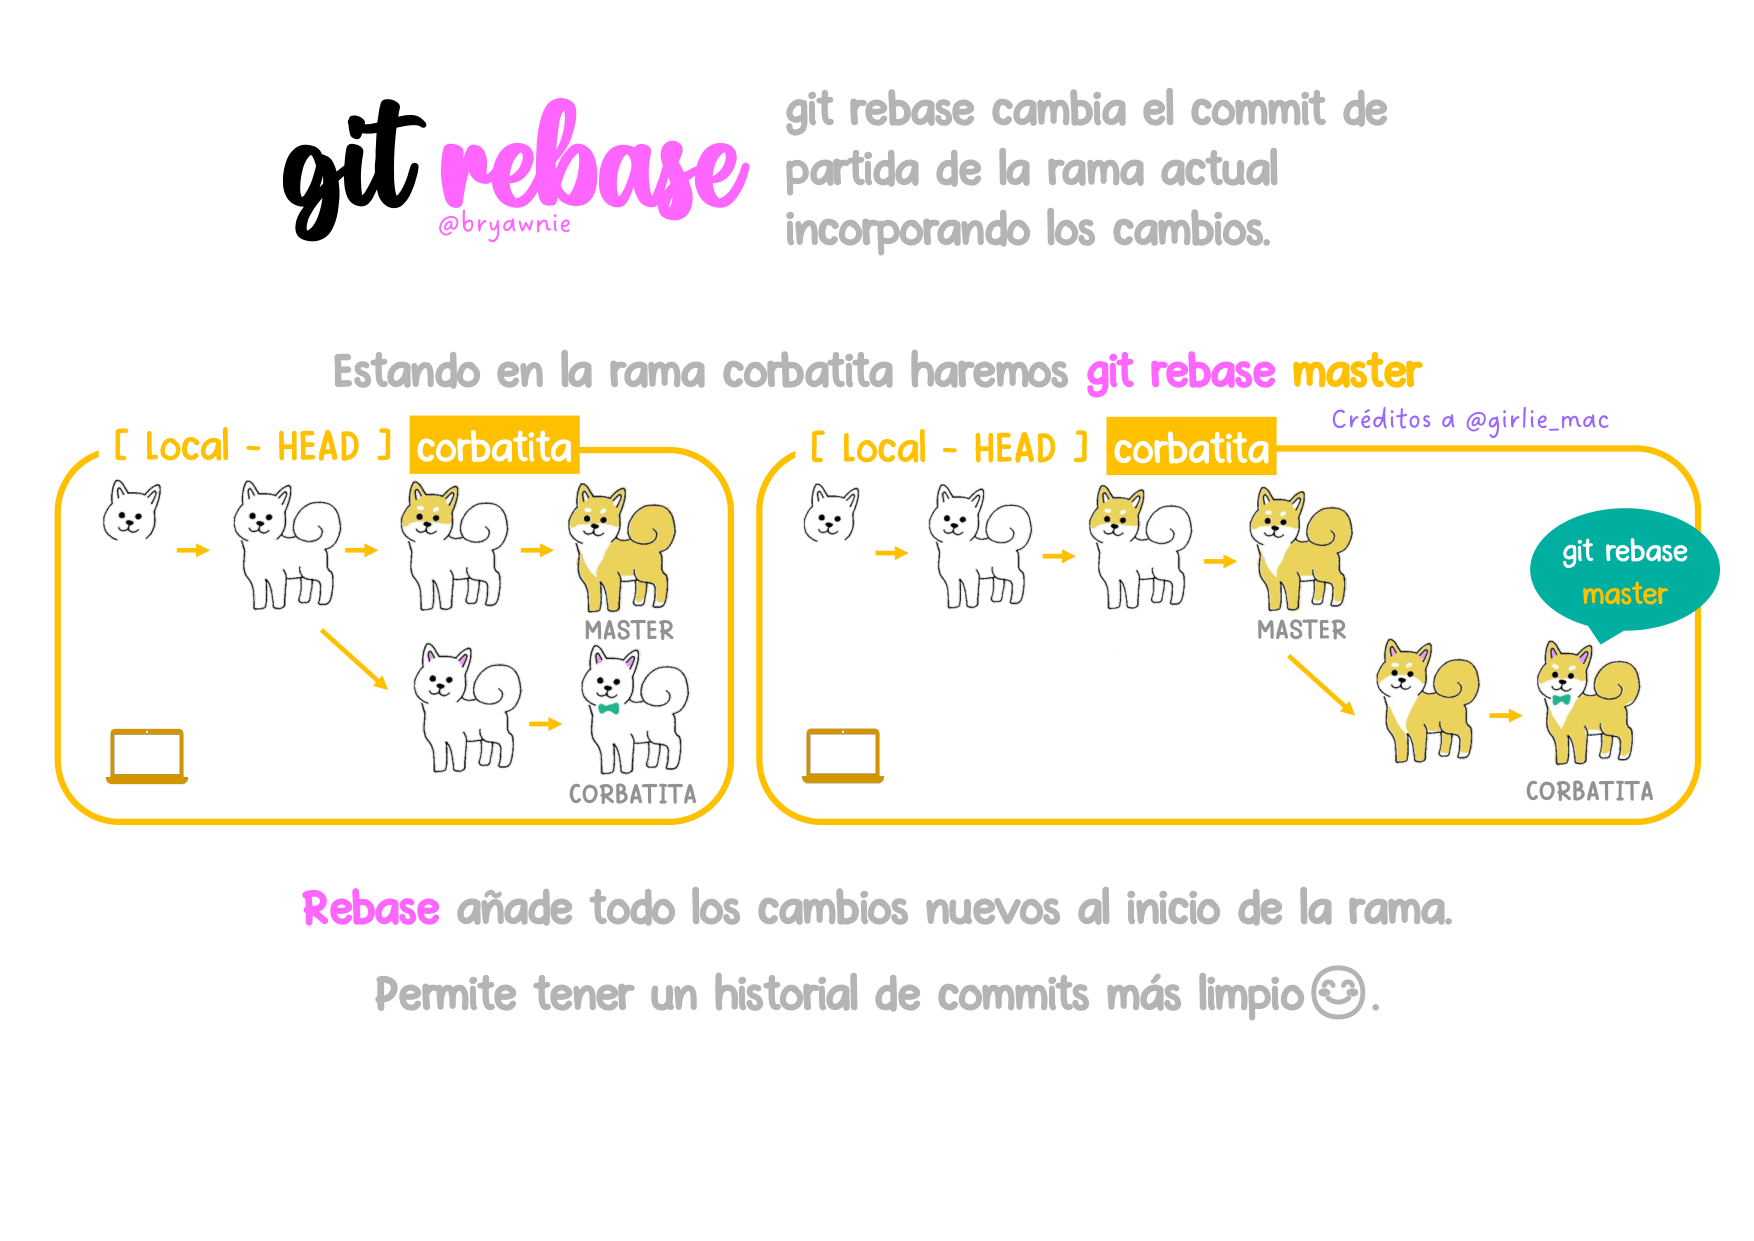 git rebase
@bryawnie
git rebase cambia el commit de
partida de la rama actual
incorporando los cambios.
Estando en la rama corbatita haremos git rebase master
Créditos a @girlie_mac
[ Local - HEAD ] corbatita
MASTER
CORBATITA
[ Local - HEAD ] corbatita
git rebase
master
MASTER
CORBATITA
Rebase añade todo los cambios nuevos al inicio de la rama.
Permite tener un historial de commits más limpio😊.